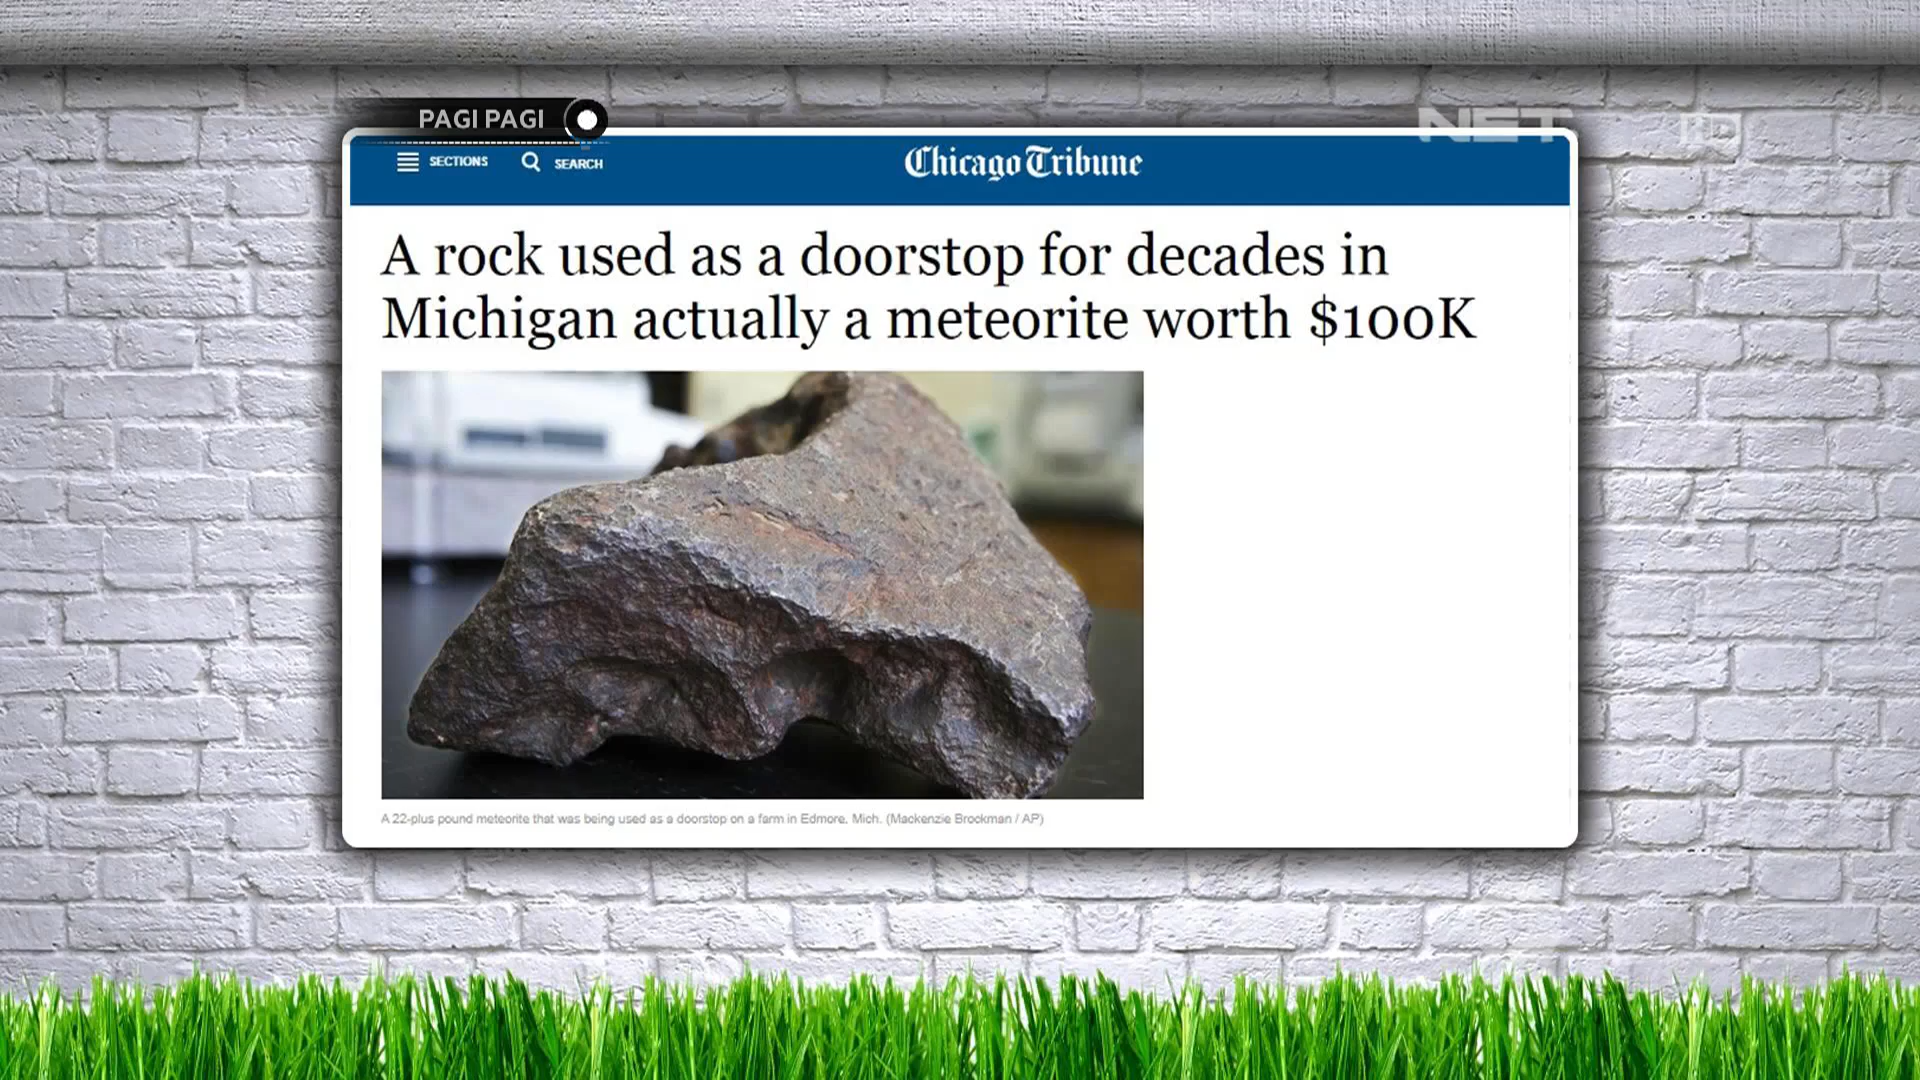 PAGI PAGI
NET
HD
SECTIONS
SEARCH
Chicago Tribune
A rock used as a doorstop for decades in
Michigan actually a meteorite worth $100K
A 22-plus pound meteorite that was being used as a doorstop on a farm in Edmore, Mich. (Mackenzie Brockman / AP)